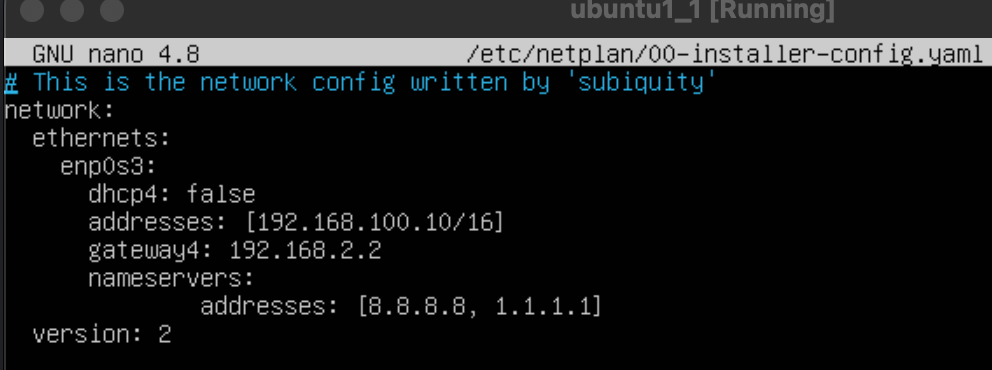 ubuntu1_1 [Running]
GNU nano 4.8 /etc/netplan/00-installer-config.yaml
# This is the network config written by 'subiquity'
network:
  ethernets:
    enp0s3:
      dhcp4: false
      addresses: [192.168.100.10/16]
      gateway4: 192.168.2.2
      nameservers:
              addresses: [8.8.8.8, 1.1.1.1]
  version: 2